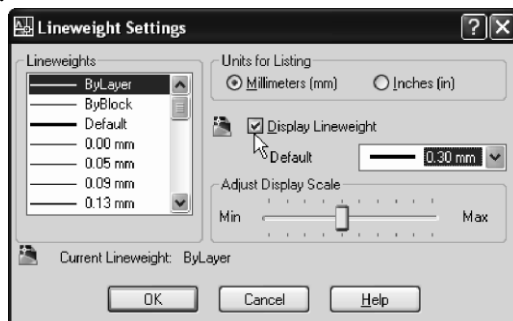 Lineweight Settings
Lineweights
ByLayer
ByBlock
Default
0.00 mm
0.05 mm
0.09 mm
0.13 mm
Units for Listing
Millimeters (mm) Inches (in)
Display Lineweight
Default 0.30 mm
Adjust Display Scale
Min Max
Current Lineweight: ByLayer
OK Cancel Help